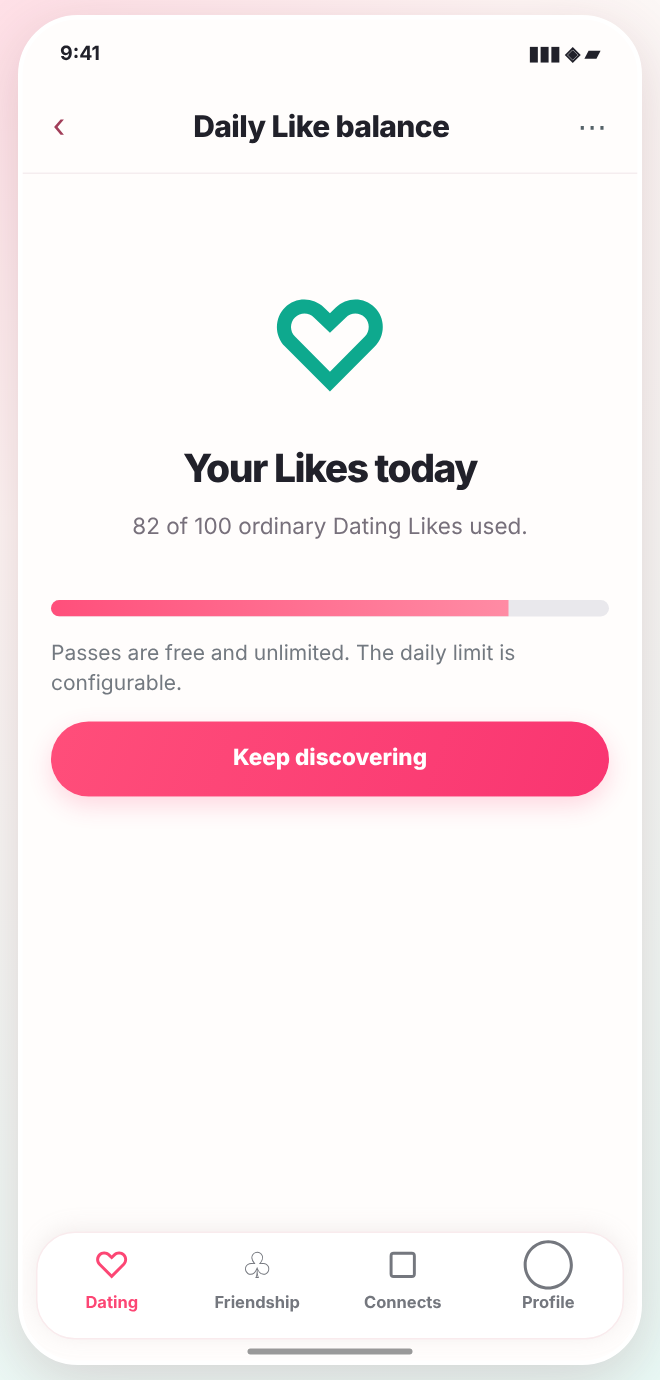 9:41
Daily Like balance
Your Likes today
82 of 100 ordinary Dating Likes used.
Passes are free and unlimited. The daily limit is
configurable.
Keep discovering
Dating
Friendship
Connects
Profile